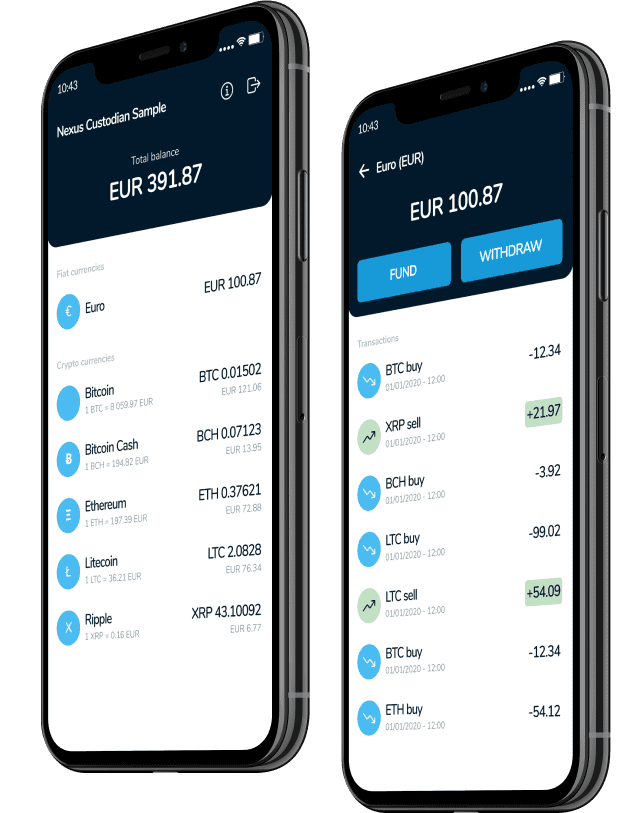 10:43
Nexus Custodian Sample
Total balance
EUR 391.87
Fiat currencies
€
Euro
EUR 100.87
Crypto currencies
Bitcoin
BTC 0.01502
1 BTC = 8 059.97 EUR
EUR 121.06
Bitcoin Cash
BCH 0.07123
1 BCH = 194.92 EUR
EUR 13.95
Ethereum
ETH 0.37621
1 ETH = 197.39 EUR
EUR 72.88
Litecoin
LTC 2.0828
1 LTC = 36.21 EUR
EUR 76.34
Ripple
XRP 43.10092
1 XRP = 0.16 EUR
EUR 6.77
10:43
Euro (EUR)
EUR 100.87
FUND
WITHDRAW
Transactions
BTC buy
-12.34
01/01/2020 - 12:00
XRP sell
+21.97
01/01/2020 - 12:00
BCH buy
-3.92
01/01/2020 - 12:00
LTC buy
-99.02
01/01/2020 - 12:00
LTC sell
+54.09
01/01/2020 - 12:00
BTC buy
-12.34
01/01/2020 - 12:00
ETH buy
-54.12
01/01/2020 - 12:00